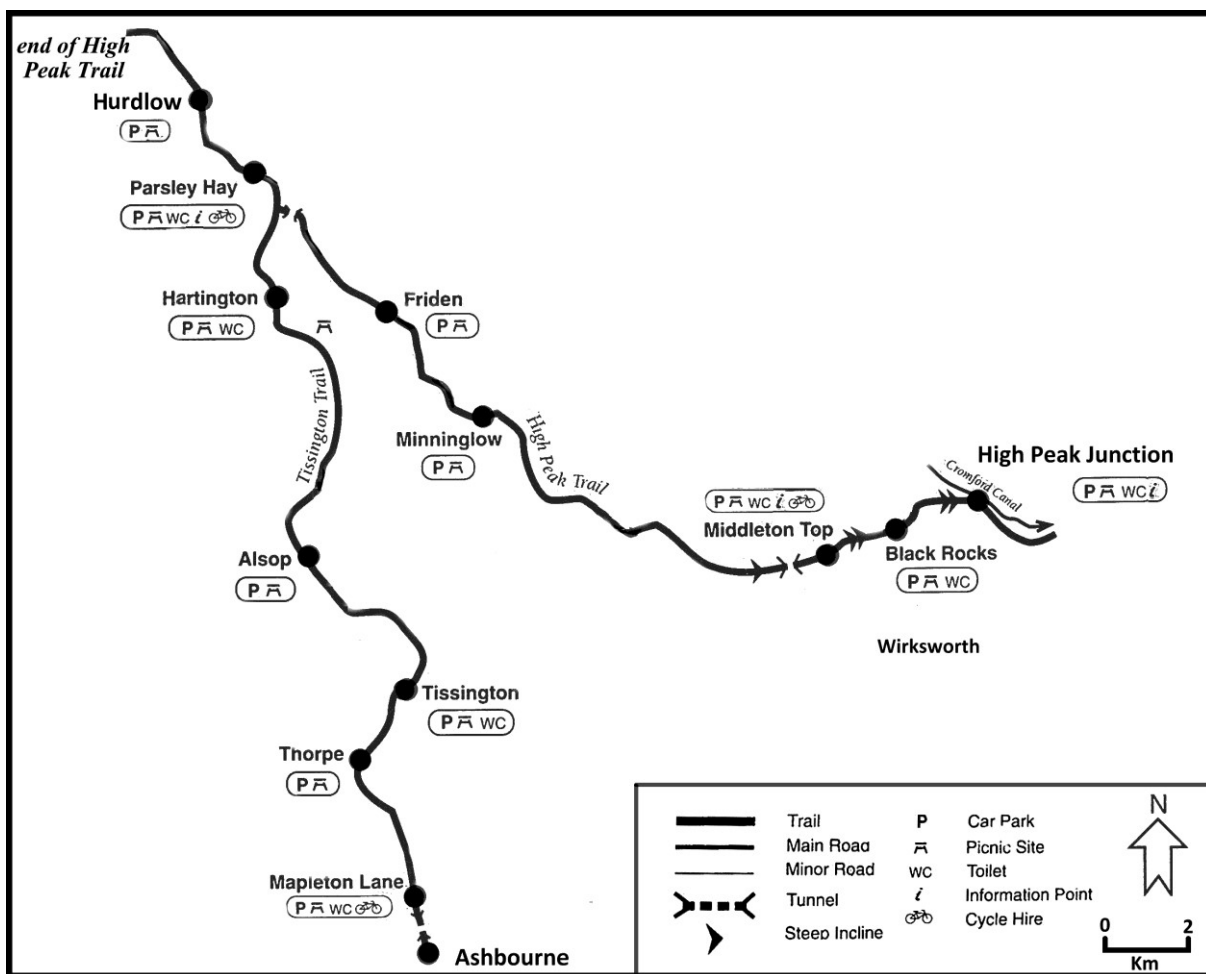 end of High
Peak Trail
Hurdlow
P
Parsley Hay
P WC i
Hartington
P WC
Friden
P
Tissington Trail
Minninglow
P
High Peak Trail
High Peak Junction
P WC i
Cromford Canal
P WC i
Middleton Top
Black Rocks
P WC
Alsop
P
Wirksworth
Tissington
P WC
Thorpe
P
Mapleton Lane
P WC
Ashbourne
Trail
Main Road
Minor Road
Tunnel
Steep Incline
P Car Park
Picnic Site
WC Toilet
i Information Point
Cycle Hire
N
0 2
Km